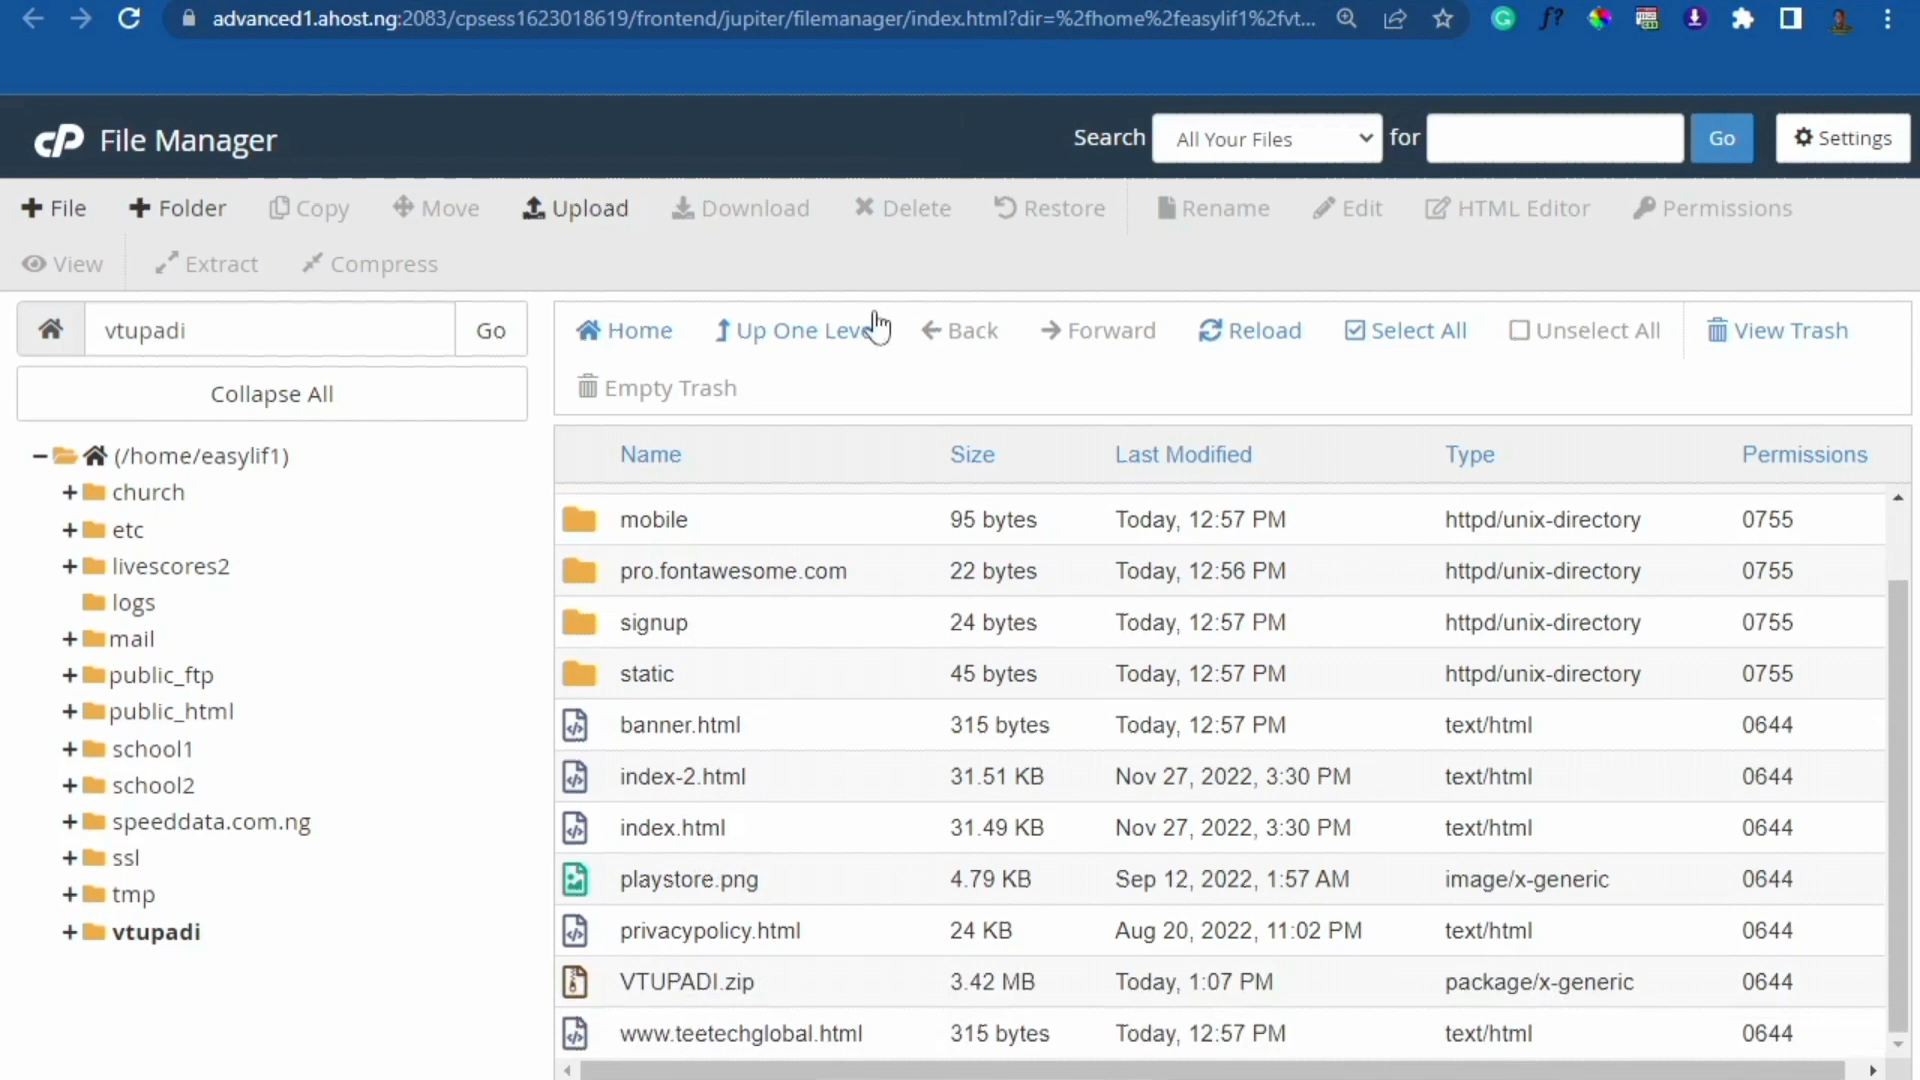 advanced1.ahost.ng:2083/cpsess1623018619/frontend/jupiter/filemanager/index.html?dir=%2fhome%2feasylif1%2fvt...
cP File Manager
Search All Your Files for Go Settings
File Folder Copy Move Upload Download Delete Restore Rename Edit HTML Editor Permissions
View Extract Compress
vtupadi Go
Home Up One Leve Back Forward Reload Select All Unselect All View Trash
Empty Trash
Collapse All
(/home/easylif1)
church
etc
livescores2
logs
mail
public_ftp
public_html
school1
school2
speeddata.com.ng
ssl
tmp
vtupadi
Name Size Last Modified Type Permissions
mobile 95 bytes Today, 12:57 PM httpd/unix-directory 0755
pro.fontawesome.com 22 bytes Today, 12:56 PM httpd/unix-directory 0755
signup 24 bytes Today, 12:57 PM httpd/unix-directory 0755
static 45 bytes Today, 12:57 PM httpd/unix-directory 0755
banner.html 315 bytes Today, 12:57 PM text/html 0644
index-2.html 31.51 KB Nov 27, 2022, 3:30 PM text/html 0644
index.html 31.49 KB Nov 27, 2022, 3:30 PM text/html 0644
playstore.png 4.79 KB Sep 12, 2022, 1:57 AM image/x-generic 0644
privacypolicy.html 24 KB Aug 20, 2022, 11:02 PM text/html 0644
VTUPADI.zip 3.42 MB Today, 1:07 PM package/x-generic 0644
www.teetechglobal.html 315 bytes Today, 12:57 PM text/html 0644